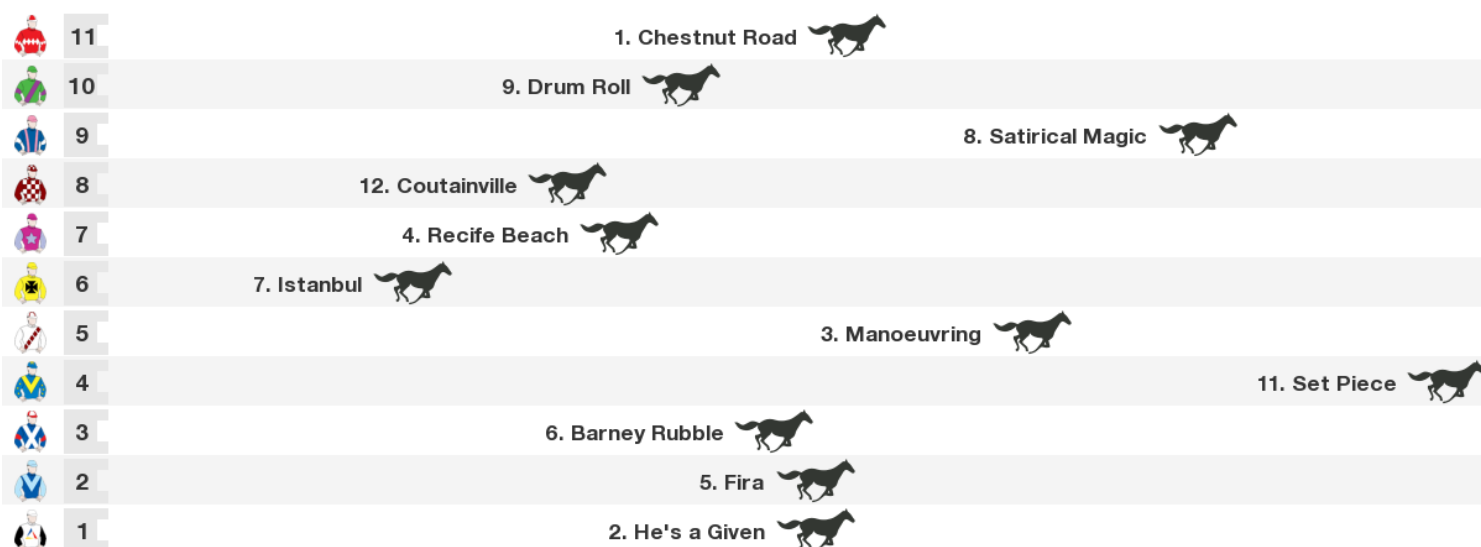 11 1. Chestnut Road
10 9. Drum Roll
9 8. Satirical Magic
8 12. Coutainville
7 4. Recife Beach
6 7. Istanbul
5 3. Manoeuvring
4 11. Set Piece
3 6. Barney Rubble
2 5. Fira
1 2. He's a Given